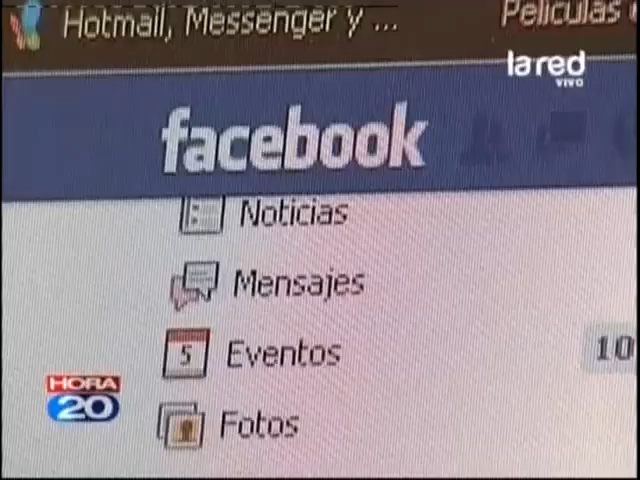 Hotmail, Messenger y ...
Películas
la red
VIVO
facebook
Noticias
Mensajes
Eventos
5
10
Fotos
HORA
20